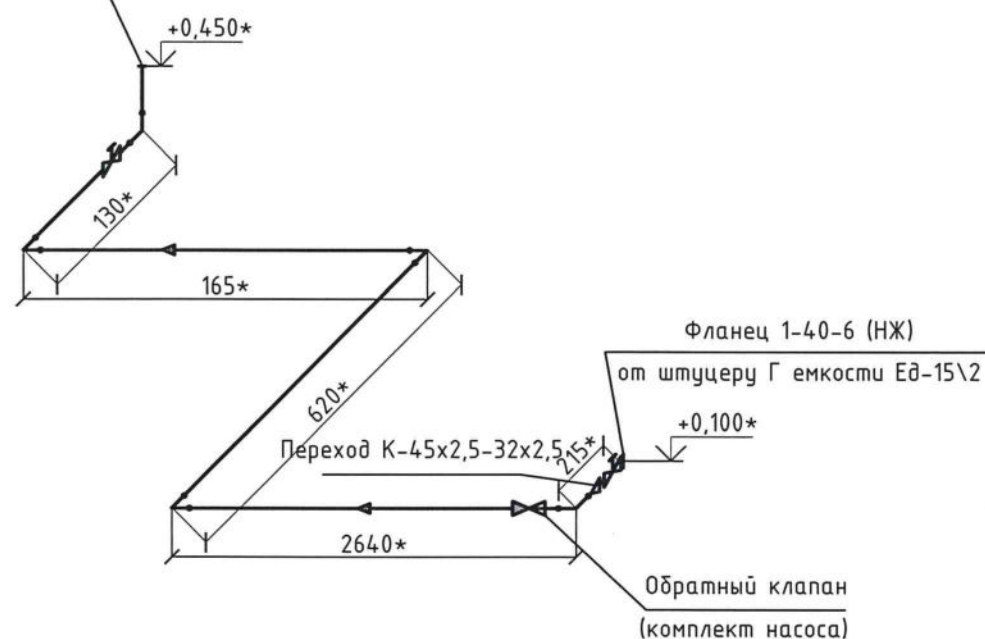 +0,450*
130*
165*
Фланец 1-40-6 (НЖ)
от штуцеру Г емкости Ед-15\2
620*
+0,100*
Переход К-45х2,5-32х2,5
215*
2640*
Обратный клапан
(комплект насоса)